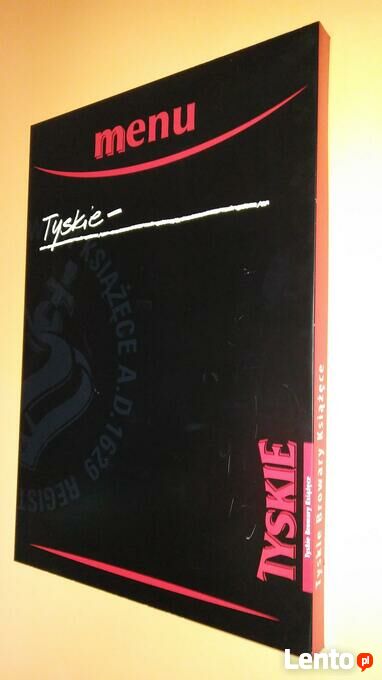 menu
Tyskie -
KSIĄŻĘCE A.D. 1629 REGIST
TYSKIE
Tyskie Browary Książęce
Tyskie Browary Książęce
Lento.pl